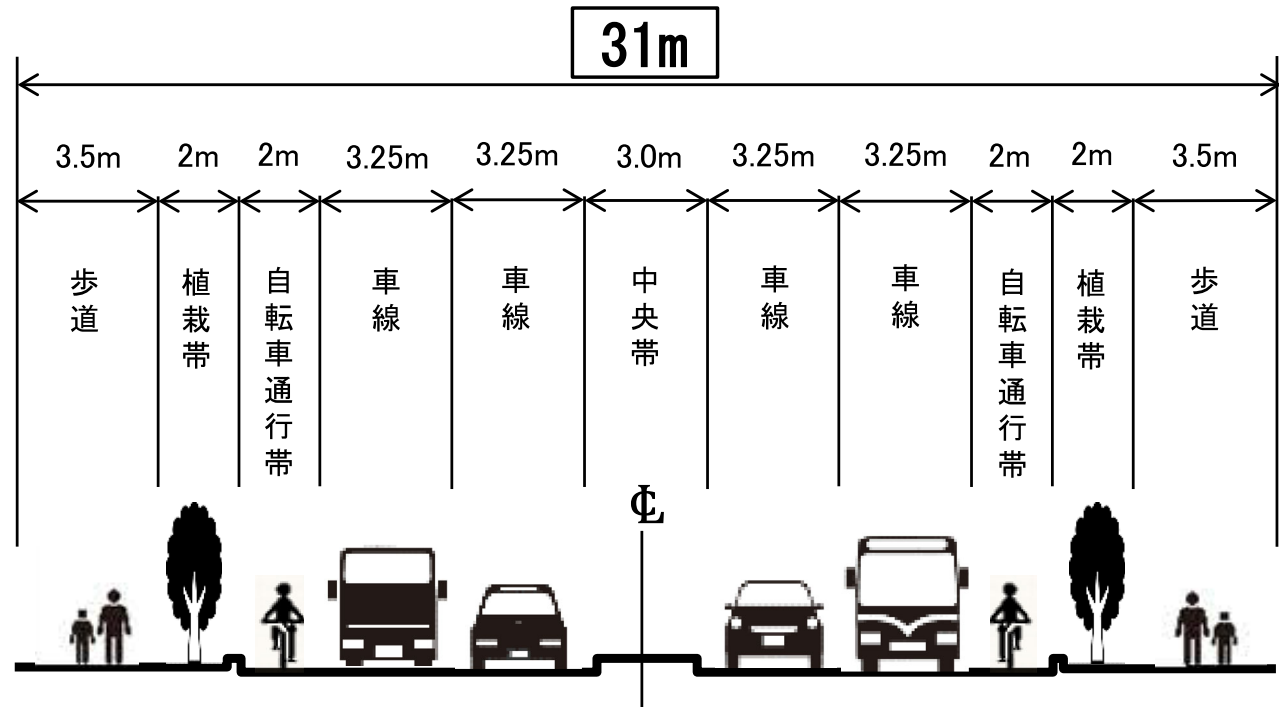 31m
3.5m
2m
2m
3.25m
3.25m
3.0m
3.25m
3.25m
2m
2m
3.5m
歩道
植栽帯
自転車通行帯
車線
車線
中央帯
車線
車線
自転車通行帯
植栽帯
歩道
℄